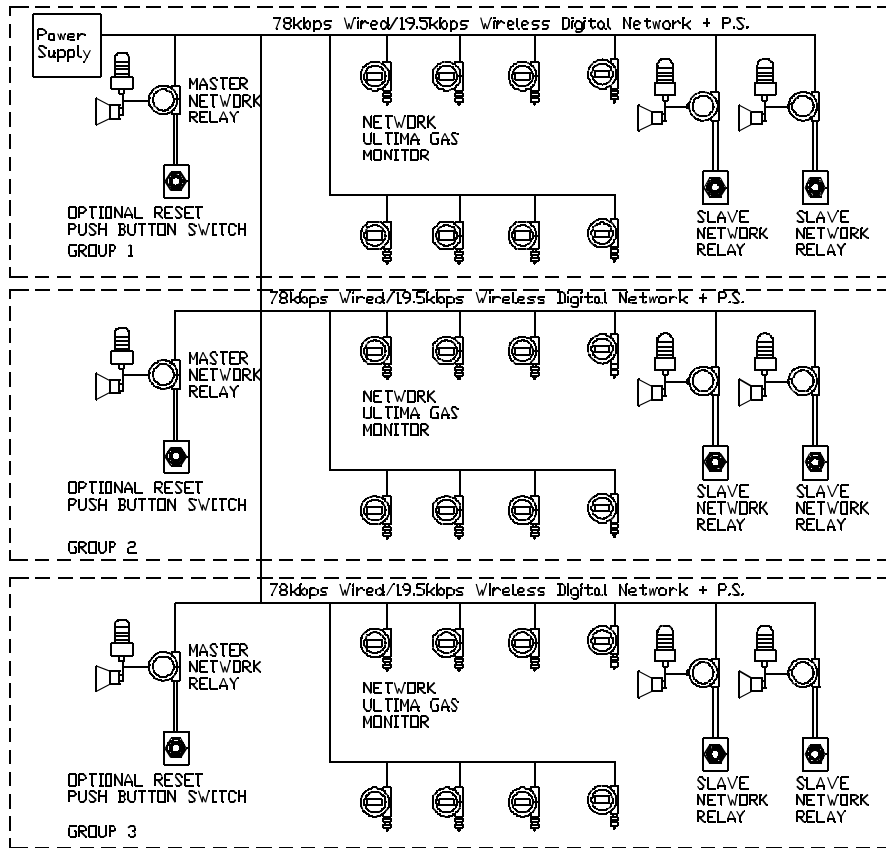 78kbps Wired/19.5kbps Wireless Digital Network + P.S.
Power
Supply
MASTER
NETWORK
RELAY
NETWORK
ULTIMA GAS
MONITOR
OPTIONAL RESET
PUSH BUTTON SWITCH
GROUP 1
SLAVE
NETWORK
RELAY
SLAVE
NETWORK
RELAY
78kbps Wired/19.5kbps Wireless Digital Network + P.S.
MASTER
NETWORK
RELAY
NETWORK
ULTIMA GAS
MONITOR
OPTIONAL RESET
PUSH BUTTON SWITCH
GROUP 2
SLAVE
NETWORK
RELAY
SLAVE
NETWORK
RELAY
78kbps Wired/19.5kbps Wireless Digital Network + P.S.
MASTER
NETWORK
RELAY
NETWORK
ULTIMA GAS
MONITOR
OPTIONAL RESET
PUSH BUTTON SWITCH
GROUP 3
SLAVE
NETWORK
RELAY
SLAVE
NETWORK
RELAY